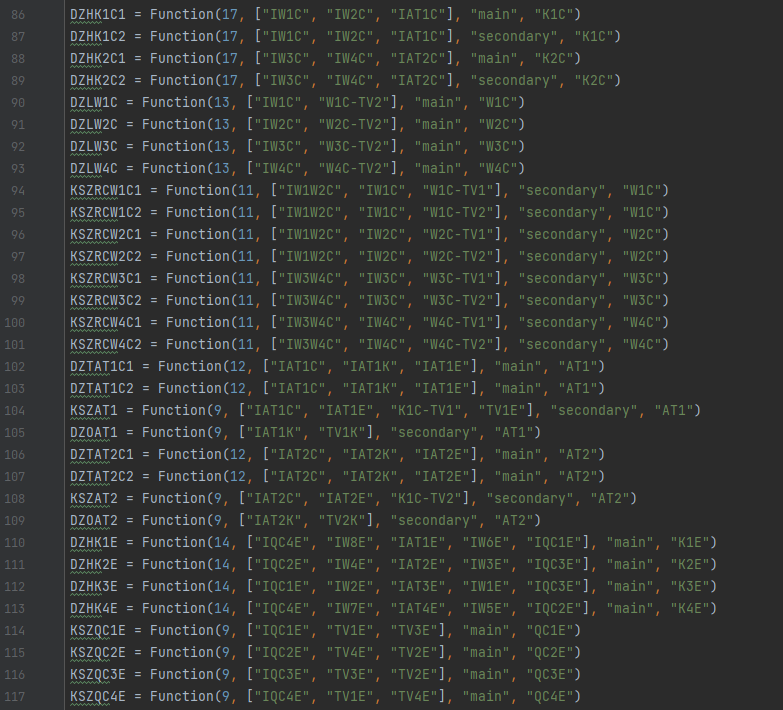 86 DZHK1C1 = Function(17, ["IW1C", "IW2C", "IAT1C"], "main", "K1C")
87 DZHK1C2 = Function(17, ["IW1C", "IW2C", "IAT1C"], "secondary", "K1C")
88 DZHK2C1 = Function(17, ["IW3C", "IW4C", "IAT2C"], "main", "K2C")
89 DZHK2C2 = Function(17, ["IW3C", "IW4C", "IAT2C"], "secondary", "K2C")
90 DZLW1C = Function(13, ["IW1C", "W1C-TV2"], "main", "W1C")
91 DZLW2C = Function(13, ["IW2C", "W2C-TV2"], "main", "W2C")
92 DZLW3C = Function(13, ["IW3C", "W3C-TV2"], "main", "W3C")
93 DZLW4C = Function(13, ["IW4C", "W4C-TV2"], "main", "W4C")
94 KSZRCW1C1 = Function(11, ["IW1W2C", "IW1C", "W1C-TV1"], "secondary", "W1C")
95 KSZRCW1C2 = Function(11, ["IW1W2C", "IW1C", "W1C-TV2"], "secondary", "W1C")
96 KSZRCW2C1 = Function(11, ["IW1W2C", "IW2C", "W2C-TV1"], "secondary", "W2C")
97 KSZRCW2C2 = Function(11, ["IW1W2C", "IW2C", "W2C-TV2"], "secondary", "W2C")
98 KSZRCW3C1 = Function(11, ["IW3W4C", "IW3C", "W3C-TV1"], "secondary", "W3C")
99 KSZRCW3C2 = Function(11, ["IW3W4C", "IW3C", "W3C-TV2"], "secondary", "W3C")
100 KSZRCW4C1 = Function(11, ["IW3W4C", "IW4C", "W4C-TV1"], "secondary", "W4C")
101 KSZRCW4C2 = Function(11, ["IW3W4C", "IW4C", "W4C-TV2"], "secondary", "W4C")
102 DZTAT1C1 = Function(12, ["IAT1C", "IAT1K", "IAT1E"], "main", "AT1")
103 DZTAT1C2 = Function(12, ["IAT1C", "IAT1K", "IAT1E"], "main", "AT1")
104 KSZAT1 = Function(9, ["IAT1C", "IAT1E", "K1C-TV1", "TV1E"], "secondary", "AT1")
105 DZOAT1 = Function(9, ["IAT1K", "TV1K"], "secondary", "AT1")
106 DZTAT2C1 = Function(12, ["IAT2C", "IAT2K", "IAT2E"], "main", "AT2")
107 DZTAT2C2 = Function(12, ["IAT2C", "IAT2K", "IAT2E"], "main", "AT2")
108 KSZAT2 = Function(9, ["IAT2C", "IAT2E", "K1C-TV2"], "secondary", "AT2")
109 DZOAT2 = Function(9, ["IAT2K", "TV2K"], "secondary", "AT2")
110 DZHK1E = Function(14, ["IQC4E", "IW8E", "IAT1E", "IW6E", "IQC1E"], "main", "K1E")
111 DZHK2E = Function(14, ["IQC2E", "IW4E", "IAT2E", "IW3E", "IQC3E"], "main", "K2E")
112 DZHK3E = Function(14, ["IQC1E", "IW2E", "IAT3E", "IW1E", "IQC3E"], "main", "K3E")
113 DZHK4E = Function(14, ["IQC4E", "IW7E", "IAT4E", "IW5E", "IQC2E"], "main", "K4E")
114 KSZQC1E = Function(9, ["IQC1E", "TV1E", "TV3E"], "main", "QC1E")
115 KSZQC2E = Function(9, ["IQC2E", "TV4E", "TV2E"], "main", "QC2E")
116 KSZQC3E = Function(9, ["IQC3E", "TV3E", "TV2E"], "main", "QC3E")
117 KSZQC4E = Function(9, ["IQC4E", "TV1E", "TV4E"], "main", "QC4E")